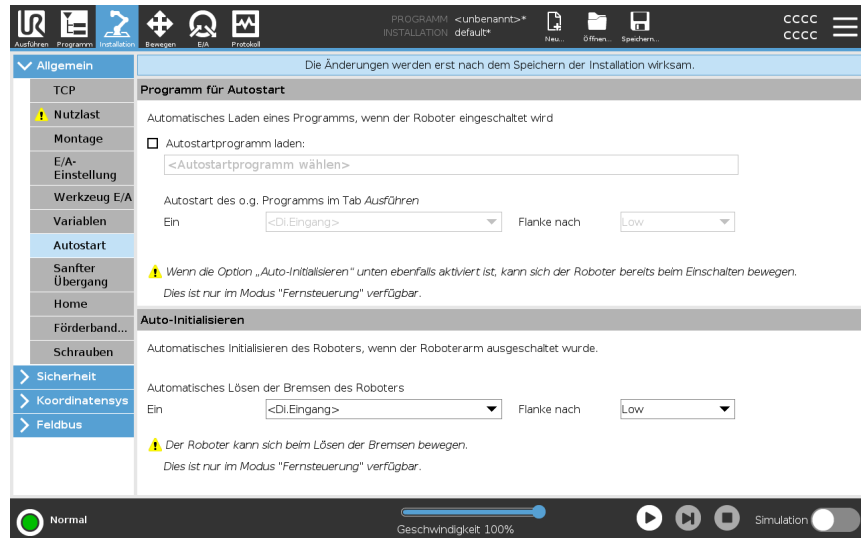 Ausführen Programm Installation Bewegen E/A Protokoll
PROGRAMM <unbenannt>*
INSTALLATION default*
Neu... Öffnen... Speichern...
CCCC
CCCC
Allgemein
TCP
Nutzlast
Montage
E/A-
Einstellung
Werkzeug E/A
Variablen
Autostart
Sanfter
Übergang
Home
Förderband...
Schrauben
Sicherheit
Koordinatensys
Feldbus
Die Änderungen werden erst nach dem Speichern der Installation wirksam.
Programm für Autostart
Automatisches Laden eines Programms, wenn der Roboter eingeschaltet wird
Autostartprogramm laden:
<Autostartprogramm wählen>
Autostart des o.g. Programms im Tab Ausführen
Ein <Di.Eingang> Flanke nach Low
Wenn die Option „Auto-Initialisieren" unten ebenfalls aktiviert ist, kann sich der Roboter bereits beim Einschalten bewegen.
Dies ist nur im Modus "Fernsteuerung" verfügbar.
Auto-Initialisieren
Automatisches Initialisieren des Roboters, wenn der Roboterarm ausgeschaltet wurde.
Automatisches Lösen der Bremsen des Roboters
Ein <Di.Eingang> Flanke nach Low
Der Roboter kann sich beim Lösen der Bremsen bewegen.
Dies ist nur im Modus "Fernsteuerung" verfügbar.
Normal
Geschwindigkeit 100%
Simulation